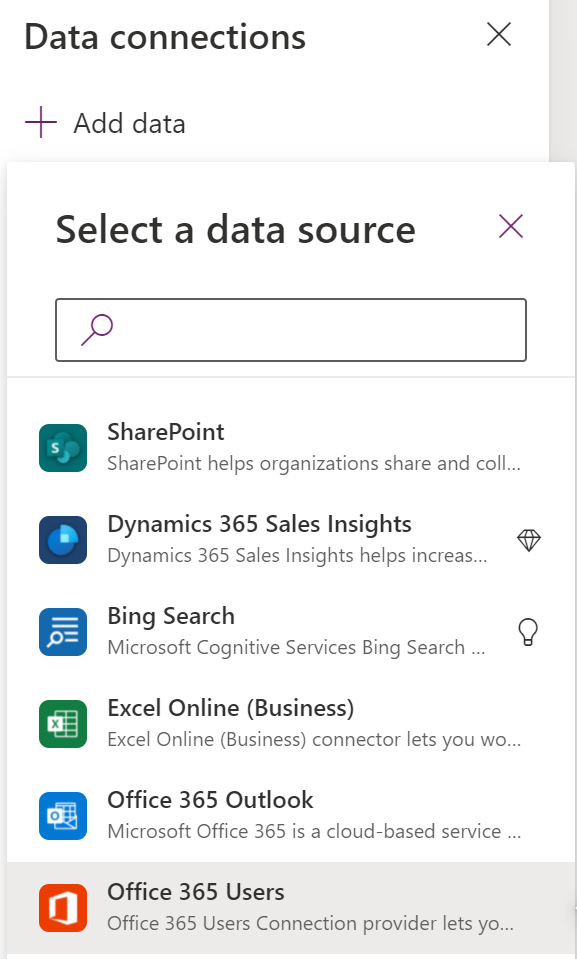 Data connections
Add data
Select a data source
SharePoint
SharePoint helps organizations share and coll...
Dynamics 365 Sales Insights
Dynamics 365 Sales Insights helps increas...
Bing Search
Microsoft Cognitive Services Bing Search ...
Excel Online (Business)
Excel Online (Business) connector lets you wo...
Office 365 Outlook
Microsoft Office 365 is a cloud-based service ...
Office 365 Users
Office 365 Users Connection provider lets yo...